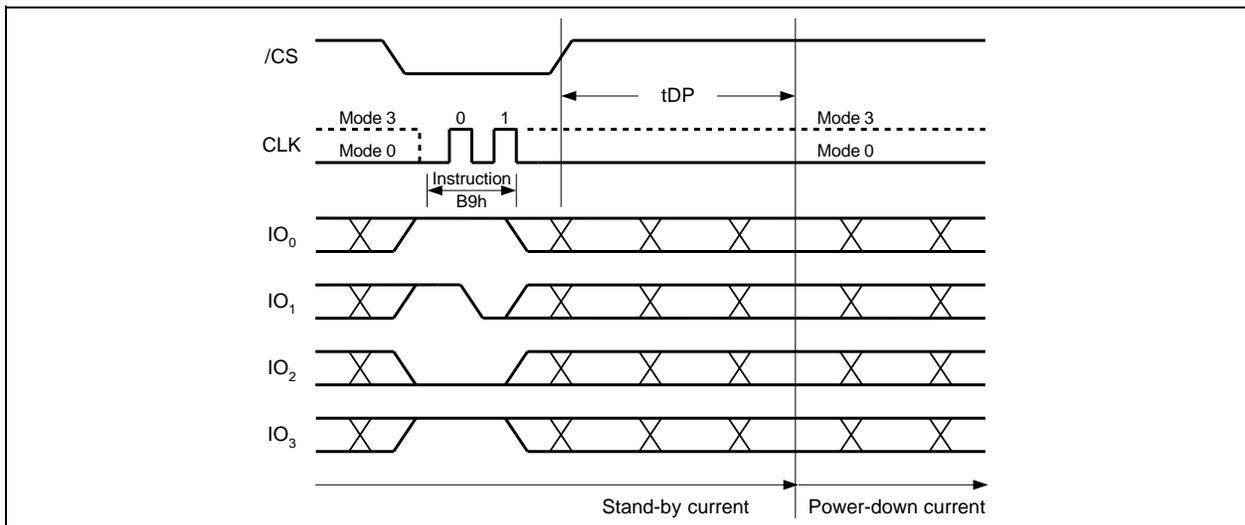 /CS
tDP
Mode 3 0 1 Mode 3
CLK
Mode 0 Mode 0
Instruction
B9h
IO0
IO1
IO2
IO3
Stand-by current Power-down current